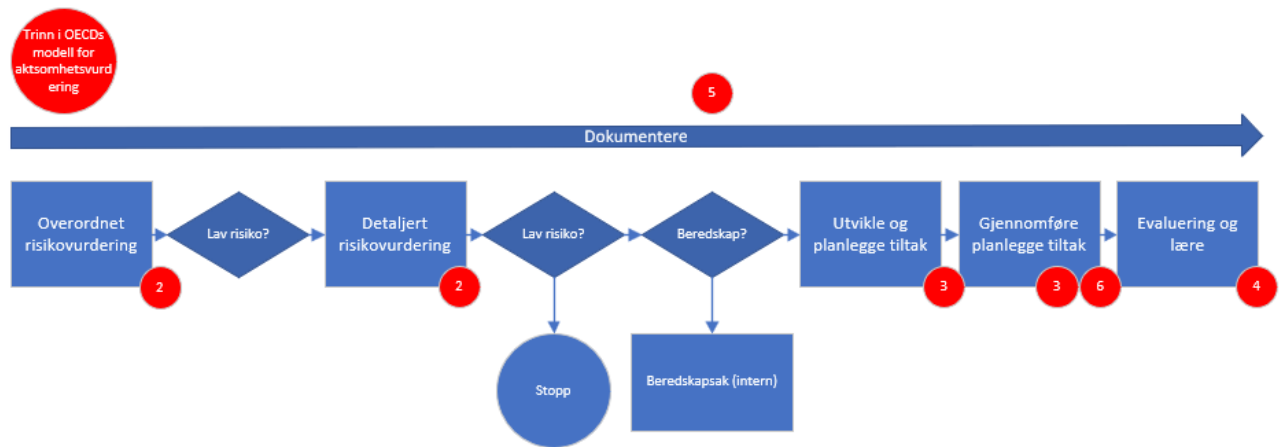 Trinn i OECDs
modell for
aktsomhetsvurd
ering
5
Dokumentere
Overordnet
risikovurdering
2
Lav risiko?
Detaljert
risikovurdering
2
Lav risiko?
Beredskap?
Utvikle og
planlegge tiltak
3
Gjennomføre
planlegge tiltak
3
6
Evaluering og
lære
4
Stopp
Beredskapsak (intern)